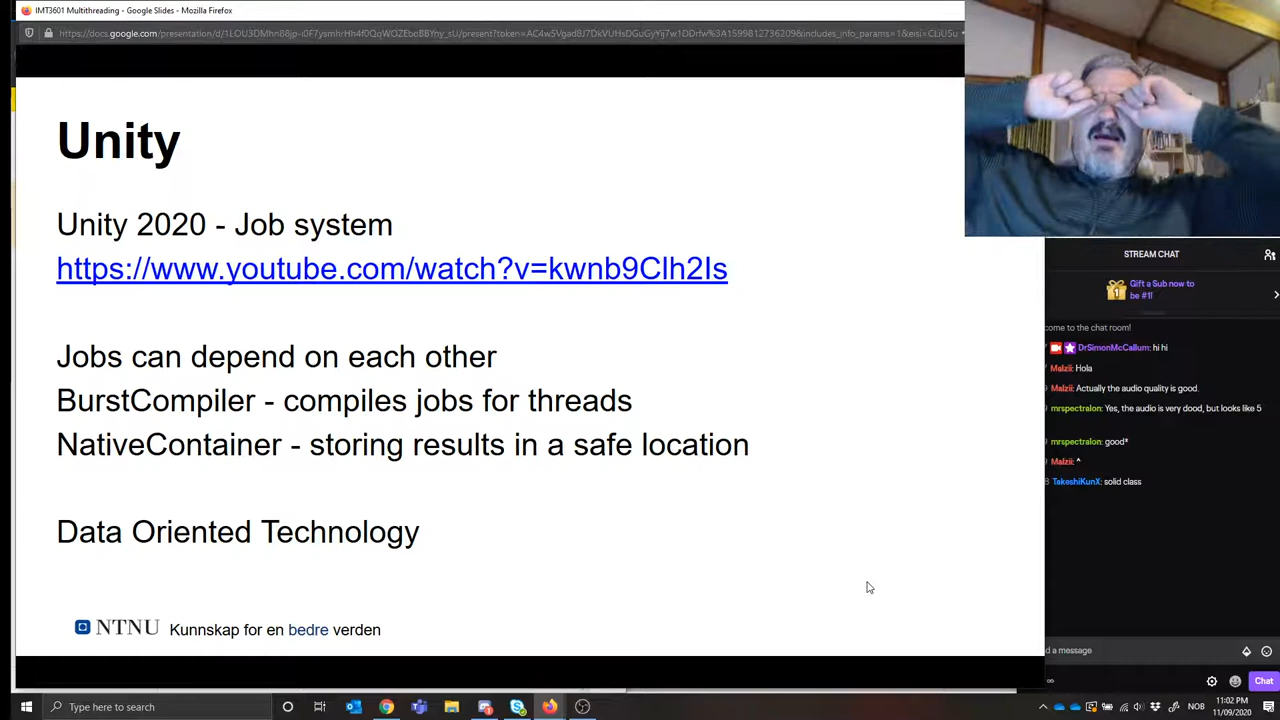 IMT3601 Multithreading - Google Slides - Mozilla Firefox
Unity
Unity 2020 - Job system
https://www.youtube.com/watch?v=kwnb9Clh2Is
Jobs can depend on each other
BurstCompiler - compiles jobs for threads
NativeContainer - storing results in a safe location
Data Oriented Technology
NTNU Kunnskap for en bedre verden
STREAM CHAT
1
Gift a Sub now to
be #1!
come to the chat room!
DrSimonMcCallum: hi hi
Malzii: Hola
Malzii: Actually the audio quality is good.
mrspectralon: Yes, the audio is very dood, but looks like 5
mrspectralon: good*
Malzii: ^
TakeshiKunX: solid class
d a message
Chat
Type here to search
NOB
11:02 PM
11/09/2020